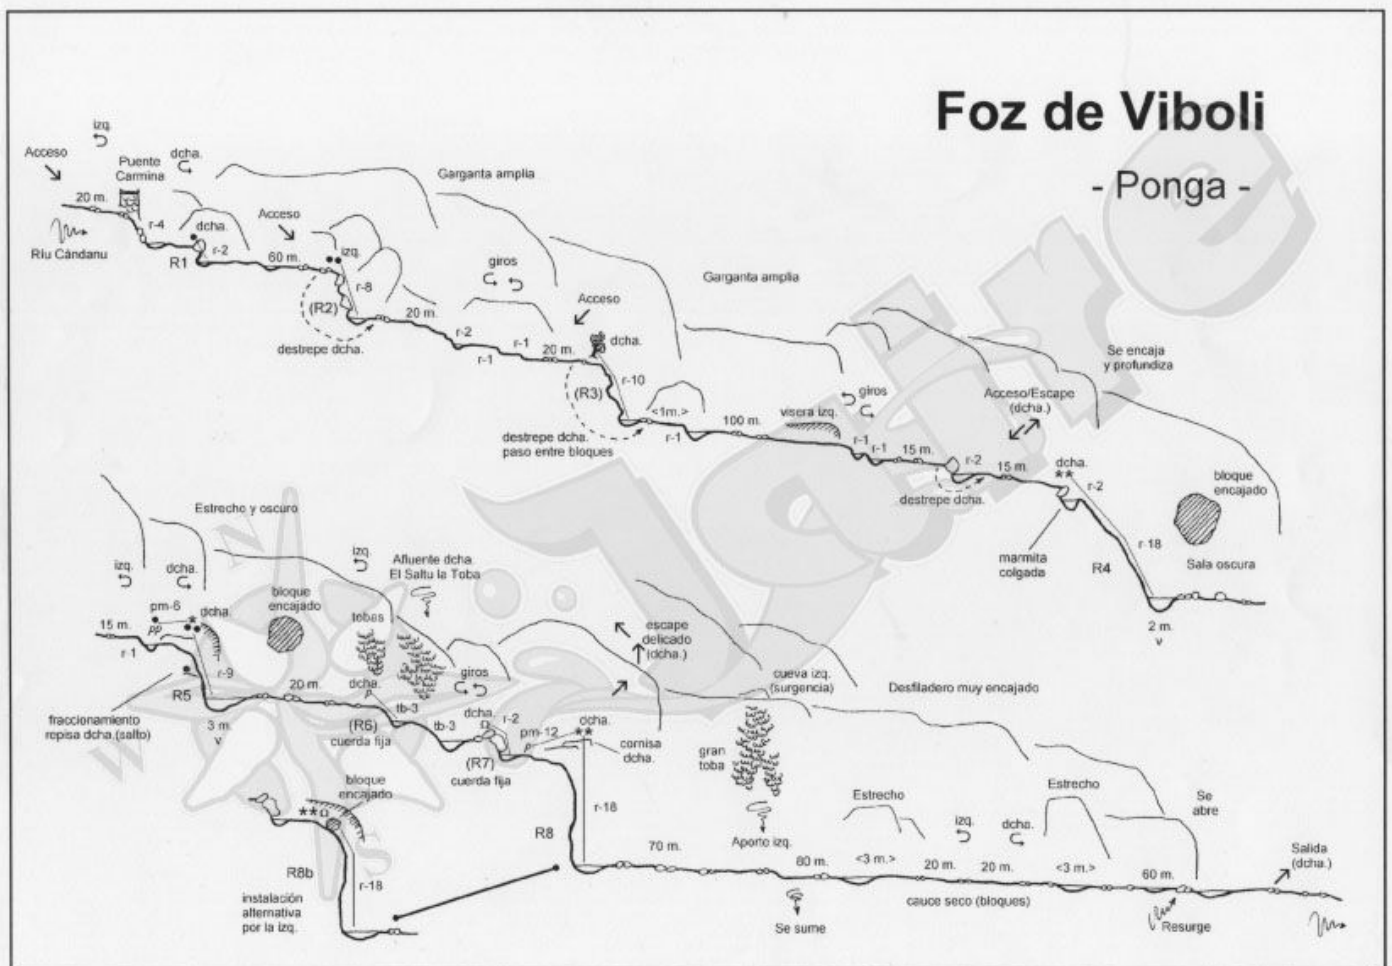 Foz de Viboli
- Ponga -
izq.
Acceso
Puente
Carmina
dcha.
Garganta amplia
20 m.
r-4
dcha.
Acceso
Ríu Cándanu
R1
r-2
60 m.
izq.
(R2)
r-8
giros
Garganta amplia
destrepe dcha.
20 m.
r-2
r-1
r-1
20 m.
Acceso
dcha.
(R3)
r-10
<1m.>
r-1
100 m.
visera izq.
giros
Se encaja
y profundiza
Acceso/Escape
(dcha.)
destrepe dcha.
paso entre bloques
r-1
r-1
15 m.
r-2
15 m.
dcha.
**
r-2
destrepe dcha.
bloque
encajado
marmita
colgada
R4
r-18
Sala oscura
2 m.
v
Estrecho y oscuro
izq.
dcha.
izq.
Afluente dcha.
El Saltu la Toba
15 m.
pm-6
pp
dcha.
bloque
encajado
tobas
r-1
r-9
R5
20 m.
dcha.
giros
escape
delicado
(dcha.)
cueva izq.
(surgencia)
Desfiladero muy encajado
fraccionamiento
repisa dcha.(salto)
3 m.
v
(R6)
cuerda fija
tb-3
tb-3
dcha.
r-2
(R7)
cuerda fija
pm-12
p
dcha.
**
cornisa
dcha.
gran
toba
bloque
encajado
**Ω
R8b
r-18
instalación
alternativa
por la izq.
R8
r-18
70 m.
Aporte izq.
80 m.
Estrecho
<3 m.>
20 m.
izq.
dcha.
20 m.
Estrecho
<3 m.>
Se
abre
60 m.
Salida
(dcha.)
Se sume
cauce seco (bloques)
Resurge
N
W
S